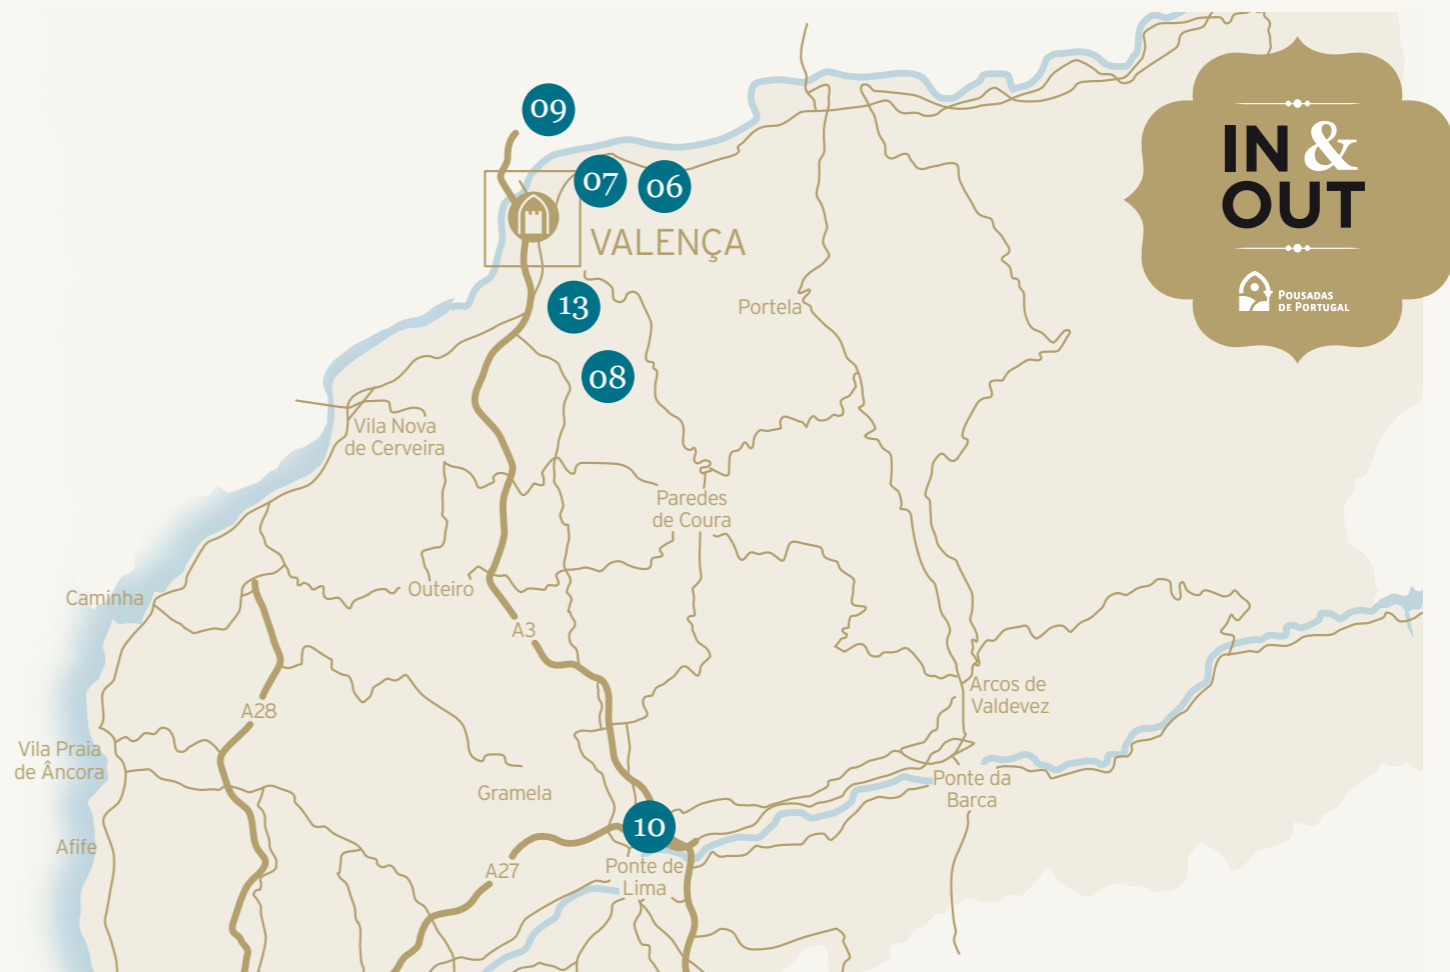 09
IN &
OUT
07
06
VALENÇA
POUSADAS
DE PORTUGAL
13
Portela
08
Vila Nova
de Cerveira
Paredes
de Coura
Caminha
Outeiro
A3
Arcos de
Valdevez
A28
Vila Praia
de Âncora
Gramela
Ponte da
Barca
10
Afife
A27
Ponte de
Lima